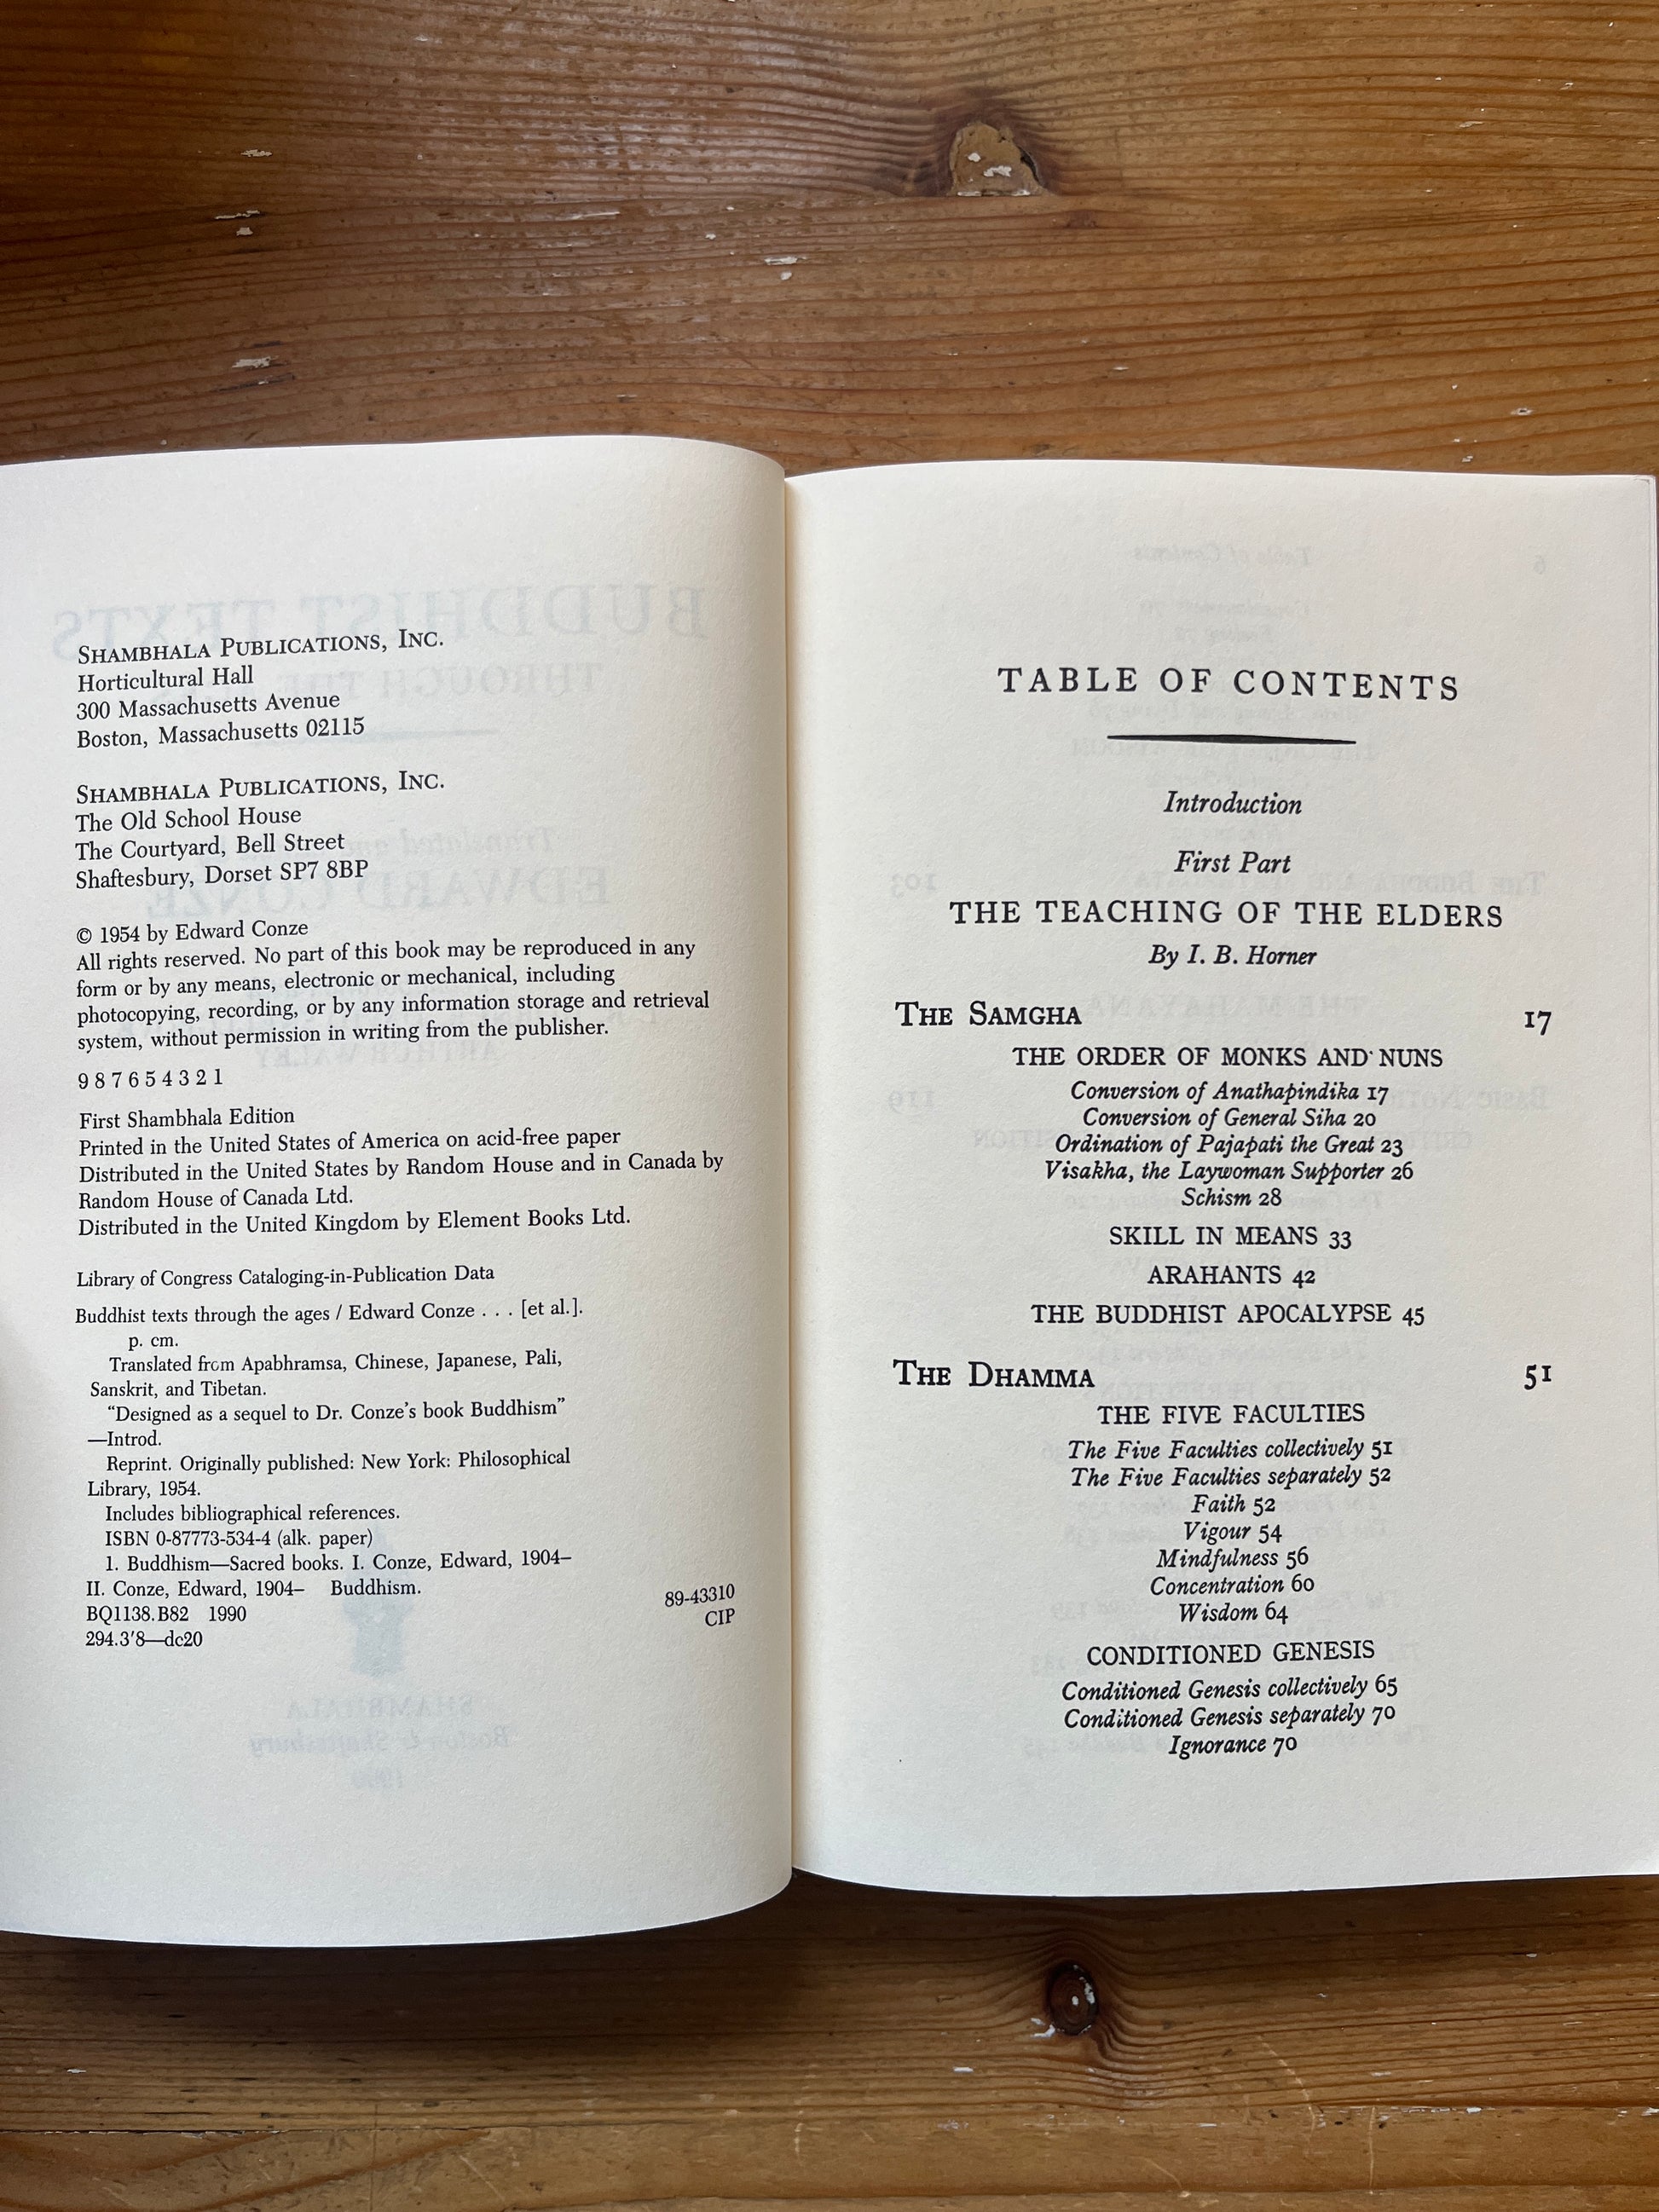 SHAMBHALA PUBLICATIONS, INC.
Horticultural Hall
300 Massachusetts Avenue
Boston, Massachusetts 02115
SHAMBHALA PUBLICATIONS, INC.
The Old School House
The Courtyard, Bell Street
Shaftesbury, Dorset SP7 8BP
© 1954 by Edward Conze
All rights reserved. No part of this book may be reproduced in any
form or by any means, electronic or mechanical, including
photocopying, recording, or by any information storage and retrieval
system, without permission in writing from the publisher.
9 8 7 6 5 4 3 2 1
First Shambhala Edition
Printed in the United States of America on acid-free paper
Distributed in the United States by Random House and in Canada by
Random House of Canada Ltd.
Distributed in the United Kingdom by Element Books Ltd.
Library of Congress Cataloging-in-Publication Data
Buddhist texts through the ages / Edward Conze . . . [et al.].
p. cm.
Translated from Apabhramsa, Chinese, Japanese, Pali,
Sanskrit, and Tibetan.
“Designed as a sequel to Dr. Conze’s book Buddhism”
—Introd.
Reprint. Originally published: New York: Philosophical
Library, 1954.
Includes bibliographical references.
ISBN 0-87773-534-4 (alk. paper)
1. Buddhism—Sacred books. I. Conze, Edward, 1904–
II. Conze, Edward, 1904– Buddhism.
BQ1138.B82 1990
294.3′8—dc20
89-43310
CIP
TABLE OF CONTENTS
Introduction
First Part
THE TEACHING OF THE ELDERS
By I. B. Horner
THE SAMGHA 17
THE ORDER OF MONKS AND NUNS
Conversion of Anathapindika 17
Conversion of General Siha 20
Ordination of Pajapati the Great 23
Visakha, the Laywoman Supporter 26
Schism 28
SKILL IN MEANS 33
ARAHANTS 42
THE BUDDHIST APOCALYPSE 45
THE DHAMMA 51
THE FIVE FACULTIES
The Five Faculties collectively 51
The Five Faculties separately 52
Faith 52
Vigour 54
Mindfulness 56
Concentration 60
Wisdom 64
CONDITIONED GENESIS
Conditioned Genesis collectively 65
Conditioned Genesis separately 70
Ignorance 70